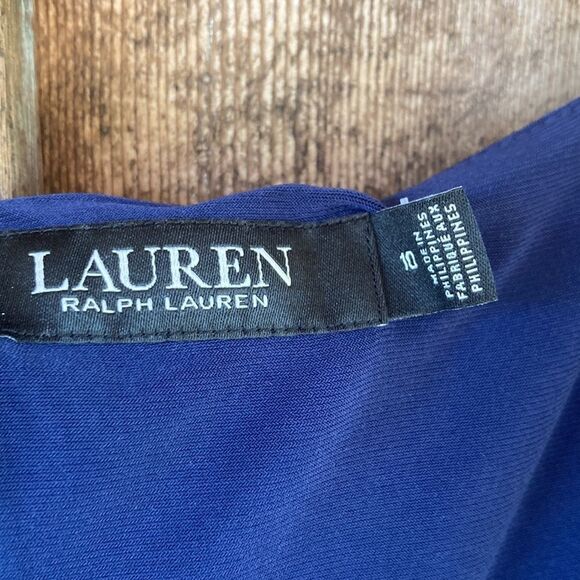 LAUREN
RALPH LAUREN
10
MADE IN
PHILIPPINES
FABRIQUÉ AUX
PHILIPPINES